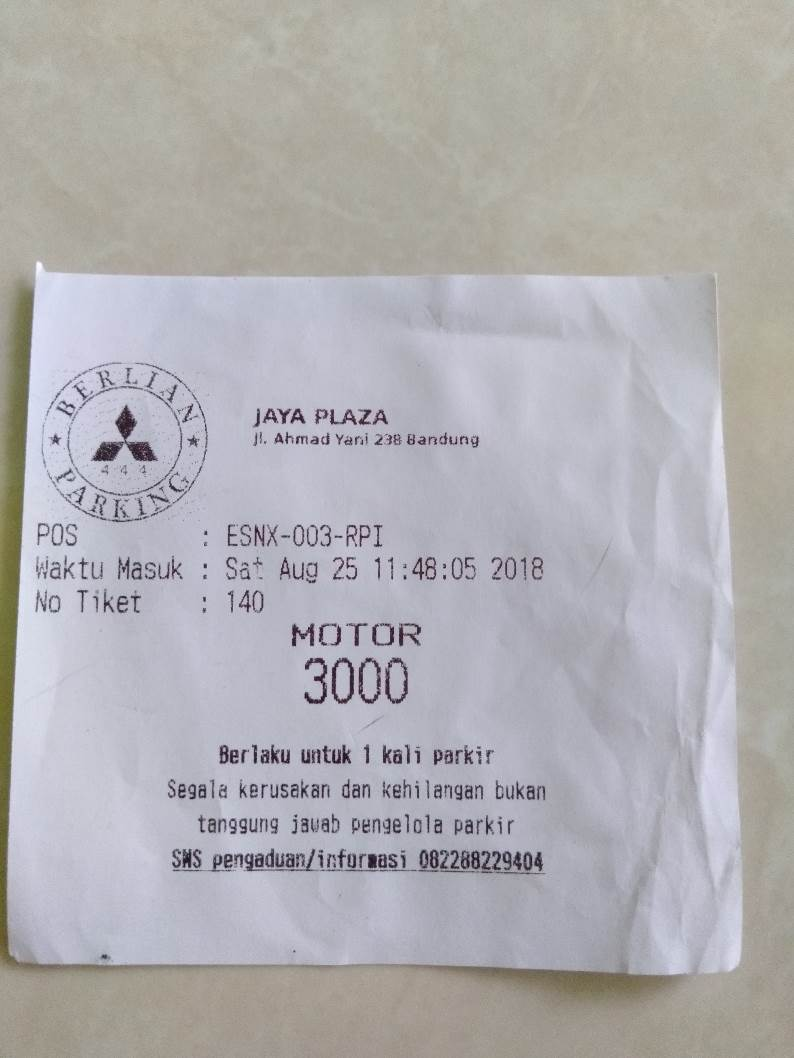 BERLIAN
444
PARKING
JAYA PLAZA
Jl. Ahmad Yani 238 Bandung
POS : ESNX-003-RPI
Waktu Masuk : Sat Aug 25 11:48:05 2018
No Tiket : 140
MOTOR
3000
Berlaku untuk 1 kali parkir
Segala kerusakan dan kehilangan bukan
tanggung jawab pengelola parkir
SMS pengaduan/informasi 082288229404